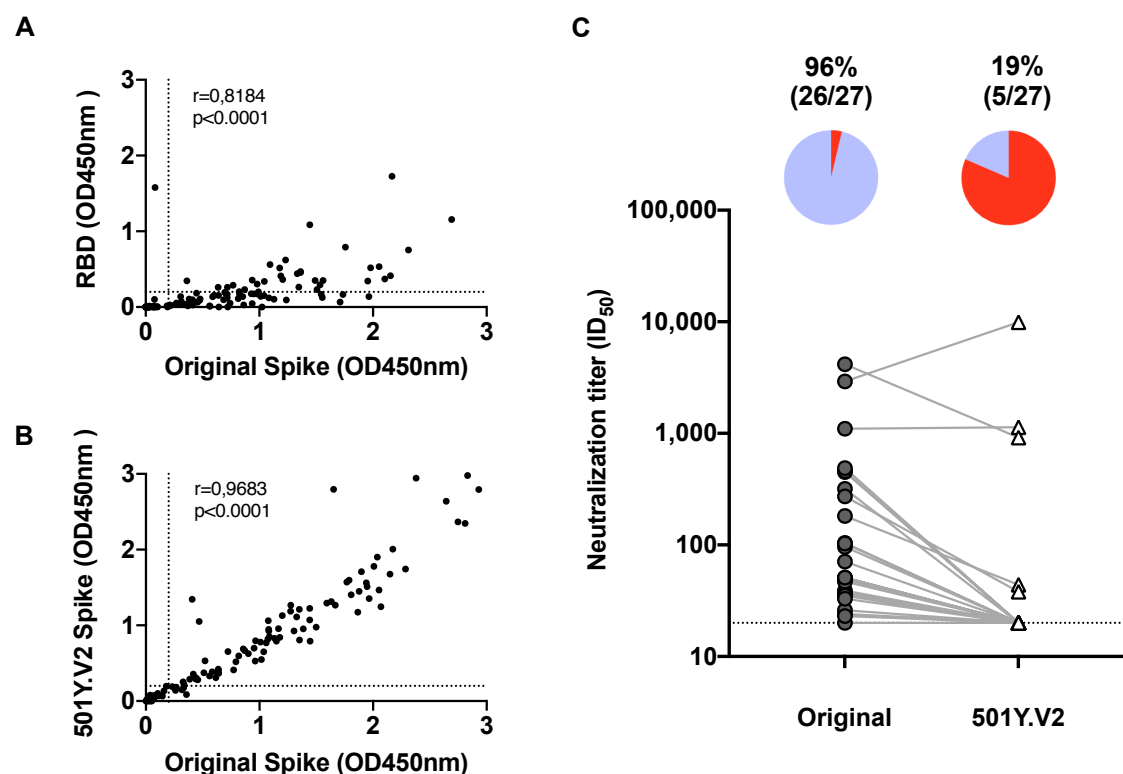 A
3
2
1
0
RBD (OD450nm)
r=0,8184
p<0.0001
0 1 2 3
Original Spike (OD450nm)
B
3
2
1
0
501Y.V2 Spike (OD450nm)
r=0,9683
p<0.0001
0 1 2 3
Original Spike (OD450nm)
C
96% 19%
(26/27) (5/27)
100,000
10,000
1,000
100
10
Neutralization titer (ID50)
Original 501Y.V2